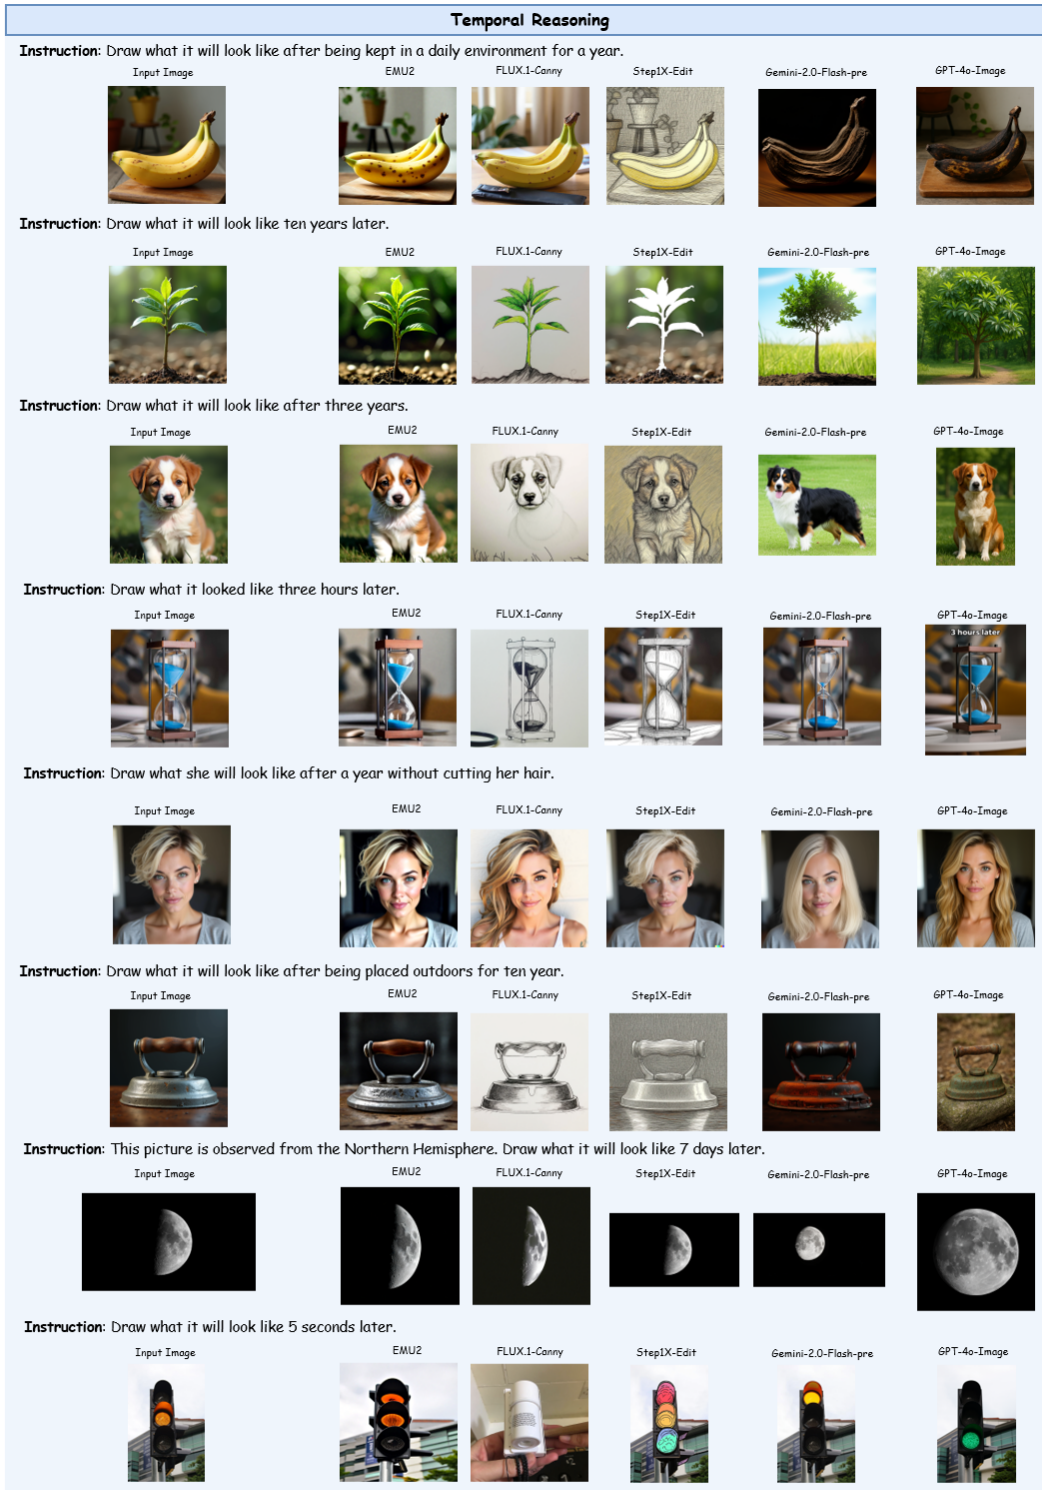 Temporal Reasoning
Instruction: Draw what it will look like after being kept in a daily environment for a year.
Input Image EMU2 FLUX.1-Canny Step1X-Edit Gemini-2.0-Flash-pre GPT-4o-Image
Instruction: Draw what it will look like ten years later.
Input Image EMU2 FLUX.1-Canny Step1X-Edit Gemini-2.0-Flash-pre GPT-4o-Image
Instruction: Draw what it will look like after three years.
Input Image EMU2 FLUX.1-Canny Step1X-Edit Gemini-2.0-Flash-pre GPT-4o-Image
Instruction: Draw what it looked like three hours later.
Input Image EMU2 FLUX.1-Canny Step1X-Edit Gemini-2.0-Flash-pre GPT-4o-Image
3 hours later
Instruction: Draw what she will look like after a year without cutting her hair.
Input Image EMU2 FLUX.1-Canny Step1X-Edit Gemini-2.0-Flash-pre GPT-4o-Image
Instruction: Draw what it will look like after being placed outdoors for ten year.
Input Image EMU2 FLUX.1-Canny Step1X-Edit Gemini-2.0-Flash-pre GPT-4o-Image
Instruction: This picture is observed from the Northern Hemisphere. Draw what it will look like 7 days later.
Input Image EMU2 FLUX.1-Canny Step1X-Edit Gemini-2.0-Flash-pre GPT-4o-Image
Instruction: Draw what it will look like 5 seconds later.
Input Image EMU2 FLUX.1-Canny Step1X-Edit Gemini-2.0-Flash-pre GPT-4o-Image